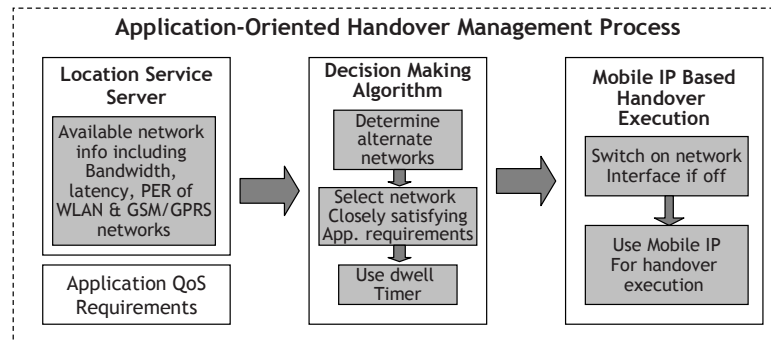 Application-Oriented Handover Management Process
Location Service
Server
Available network
info including
Bandwidth,
latency, PER of
WLAN & GSM/GPRS
networks
Application QoS
Requirements
Decision Making
Algorithm
Determine
alternate
networks
Select network
Closely satisfying
App. requirements
Use dwell
Timer
Mobile IP Based
Handover
Execution
Switch on network
Interface if off
Use Mobile IP
For handover
execution